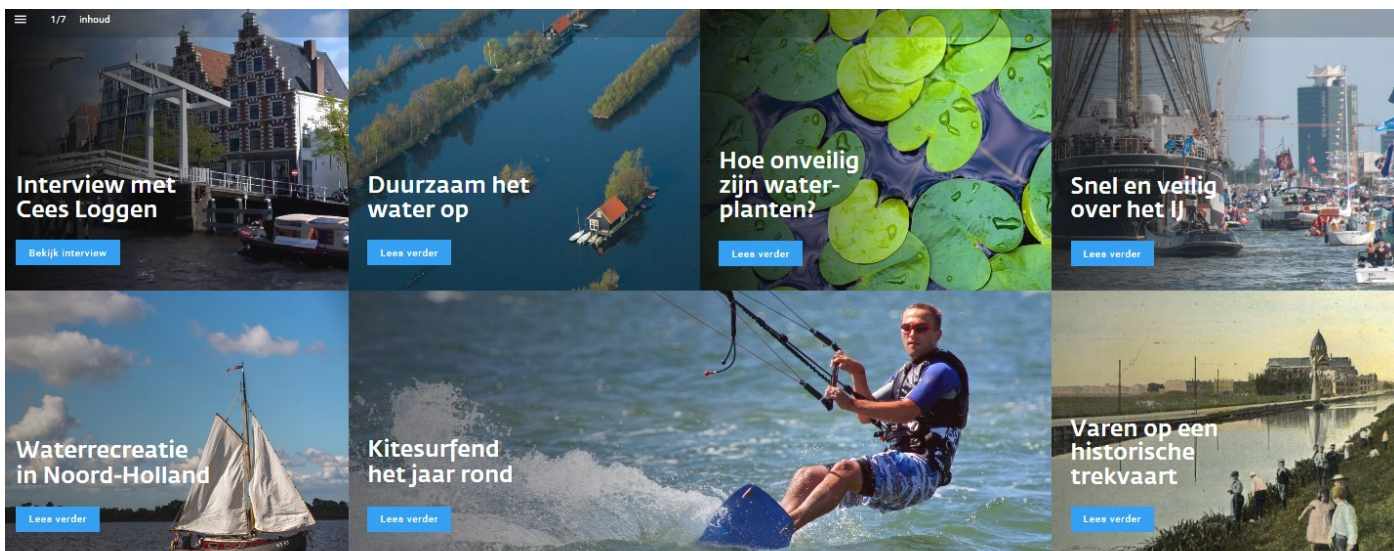 1/7 inhoud
Interview met
Cees Loggen
Bekijk interview
Duurzaam het
water op
Lees verder
Hoe onveilig
zijn water-
planten?
Lees verder
Snel en veilig
over het IJ
Lees verder
Waterrecreatie
in Noord-Holland
Lees verder
Kitesurfend
het jaar rond
Lees verder
Varen op een
historische
trekvaart
Lees verder